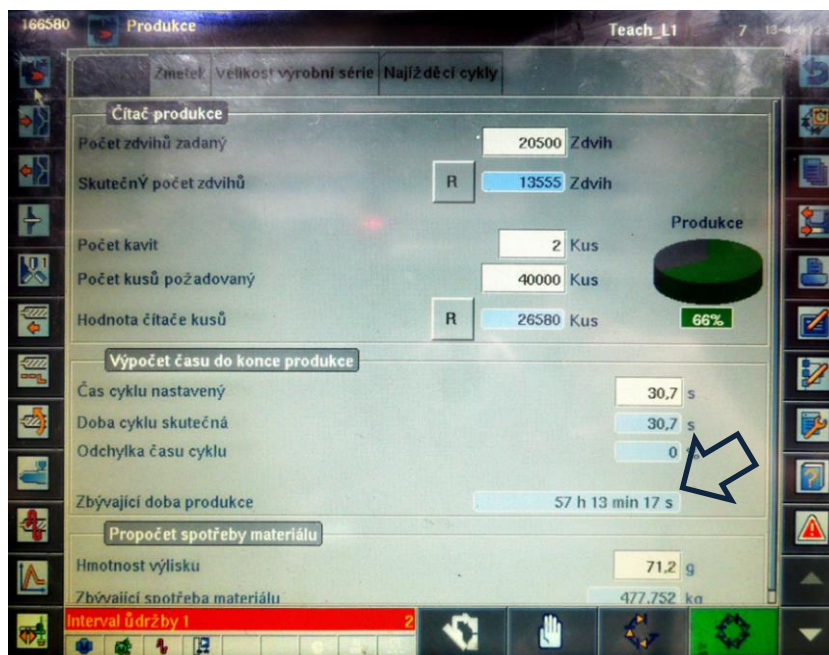 166580 Produkce Teach_L1 7
Zmetek Velikost výrobní série Najížděcí cykly
Čítač produkce
Počet zdvihů zadaný 20500 Zdvih
SkutečnÝ počet zdvihů R 13555 Zdvih
Produkce
Počet kavit 2 Kus
Počet kusů požadovaný 40000 Kus
Hodnota čítače kusů R 26580 Kus 66%
Výpočet času do konce produkce
Čas cyklu nastavený 30,7 s
Doba cyklu skutečná 30,7 s
Odchylka času cyklu 0
Zbývající doba produkce 57 h 13 min 17 s
Propočet spotřeby materiálu
Hmotnost výlisku 71,2 g
Zbývající spotřeba materiálu 477.752 kg
Interval ůdržby 1 2